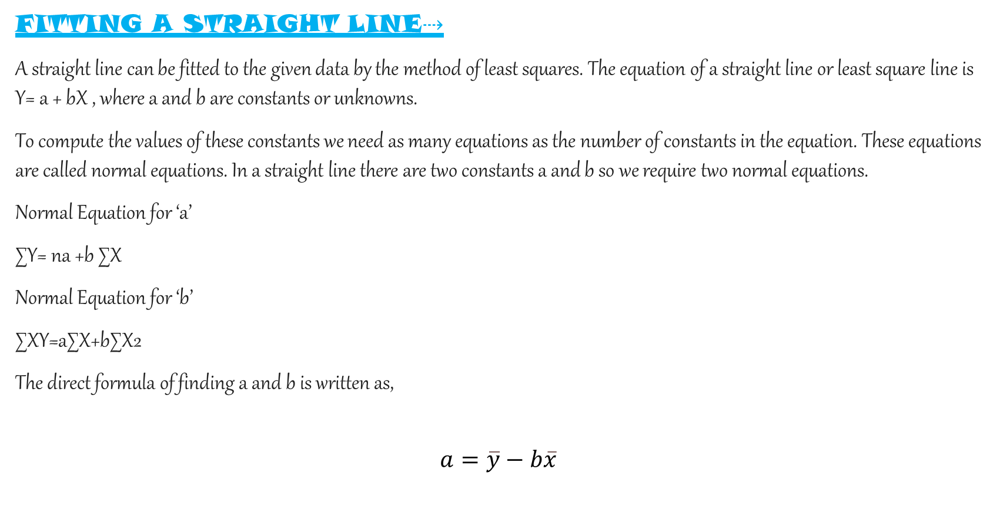 FITTING A STRAIGHT LINE⤏
A straight line can be fitted to the given data by the method of least squares. The equation of a straight line or least square line is
Y= a + bX , where a and b are constants or unknowns.
To compute the values of these constants we need as many equations as the number of constants in the equation. These equations
are called normal equations. In a straight line there are two constants a and b so we require two normal equations.
Normal Equation for ‘a’
∑Y= na +b ∑X
Normal Equation for ‘b’
∑XY=a∑X+b∑X2
The direct formula of finding a and b is written as,
a = y̅ − bx̅